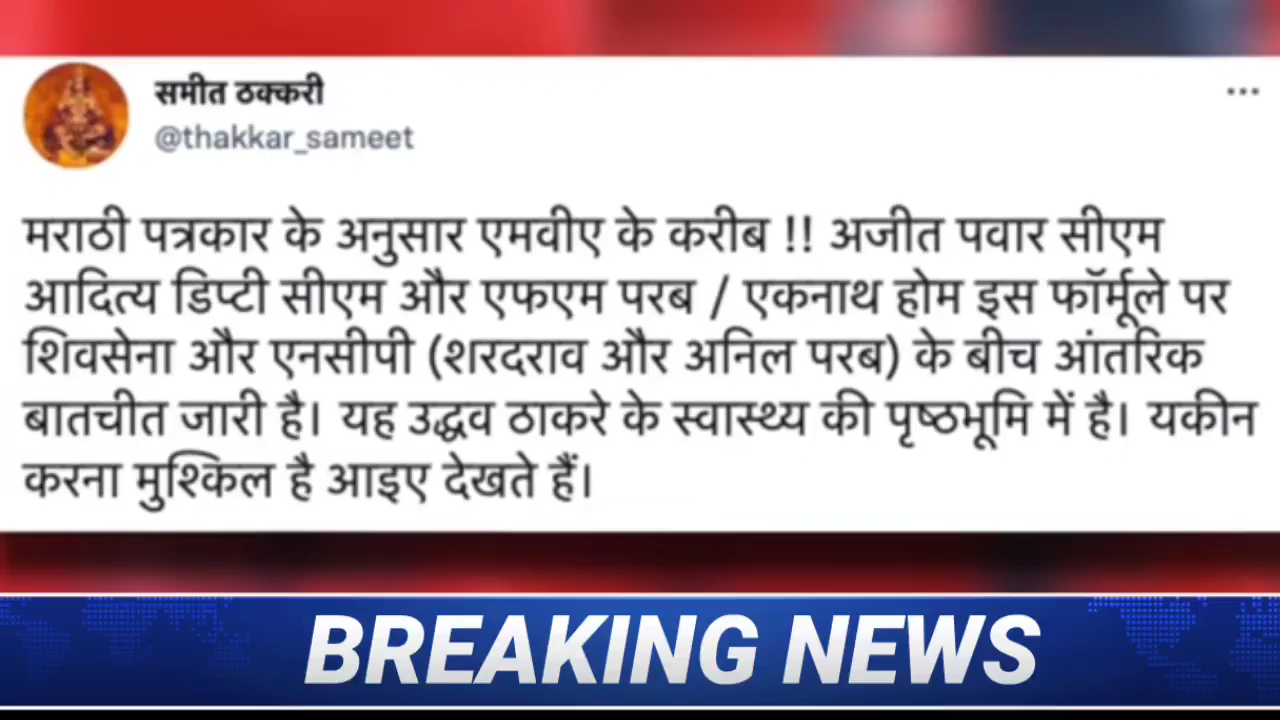 समीत ठक्करी
@thakkar_sameet
मराठी पत्रकार के अनुसार एमवीए के करीब !! अजीत पवार सीएम
आदित्य डिप्टी सीएम और एफएम परब / एकनाथ होम इस फॉर्मूले पर
शिवसेना और एनसीपी (शरदराव और अनिल परब) के बीच आंतरिक
बातचीत जारी है। यह उद्धव ठाकरे के स्वास्थ्य की पृष्ठभूमि में है। यकीन
करना मुश्किल है आइए देखते हैं।
BREAKING NEWS